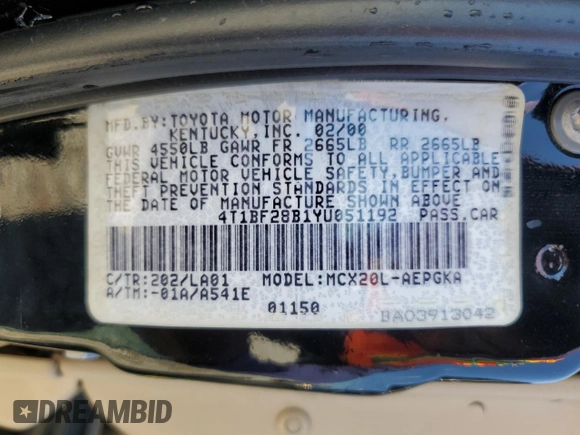 MFD.BY:TOYOTA MOTOR MANUFACTURING,
KENTUCKY,INC. 02/00
GVWR 4550LB GAWR FR 2665LB RR 2665LB
THIS VEHICLE CONFORMS TO ALL APPLICABLE
FEDERAL MOTOR VEHICLE SAFETY,BUMPER AND
THEFT PREVENTION STANDARDS IN EFFECT ON
THE DATE OF MANUFACTURE SHOWN ABOVE
4T1BF28B1YU051192 PASS.CAR
C/TR:202/LA01 MODEL:MCX20L-AEPGKA
A/TM:-01A/A541E
01150
BAO3913042
DREAMBID